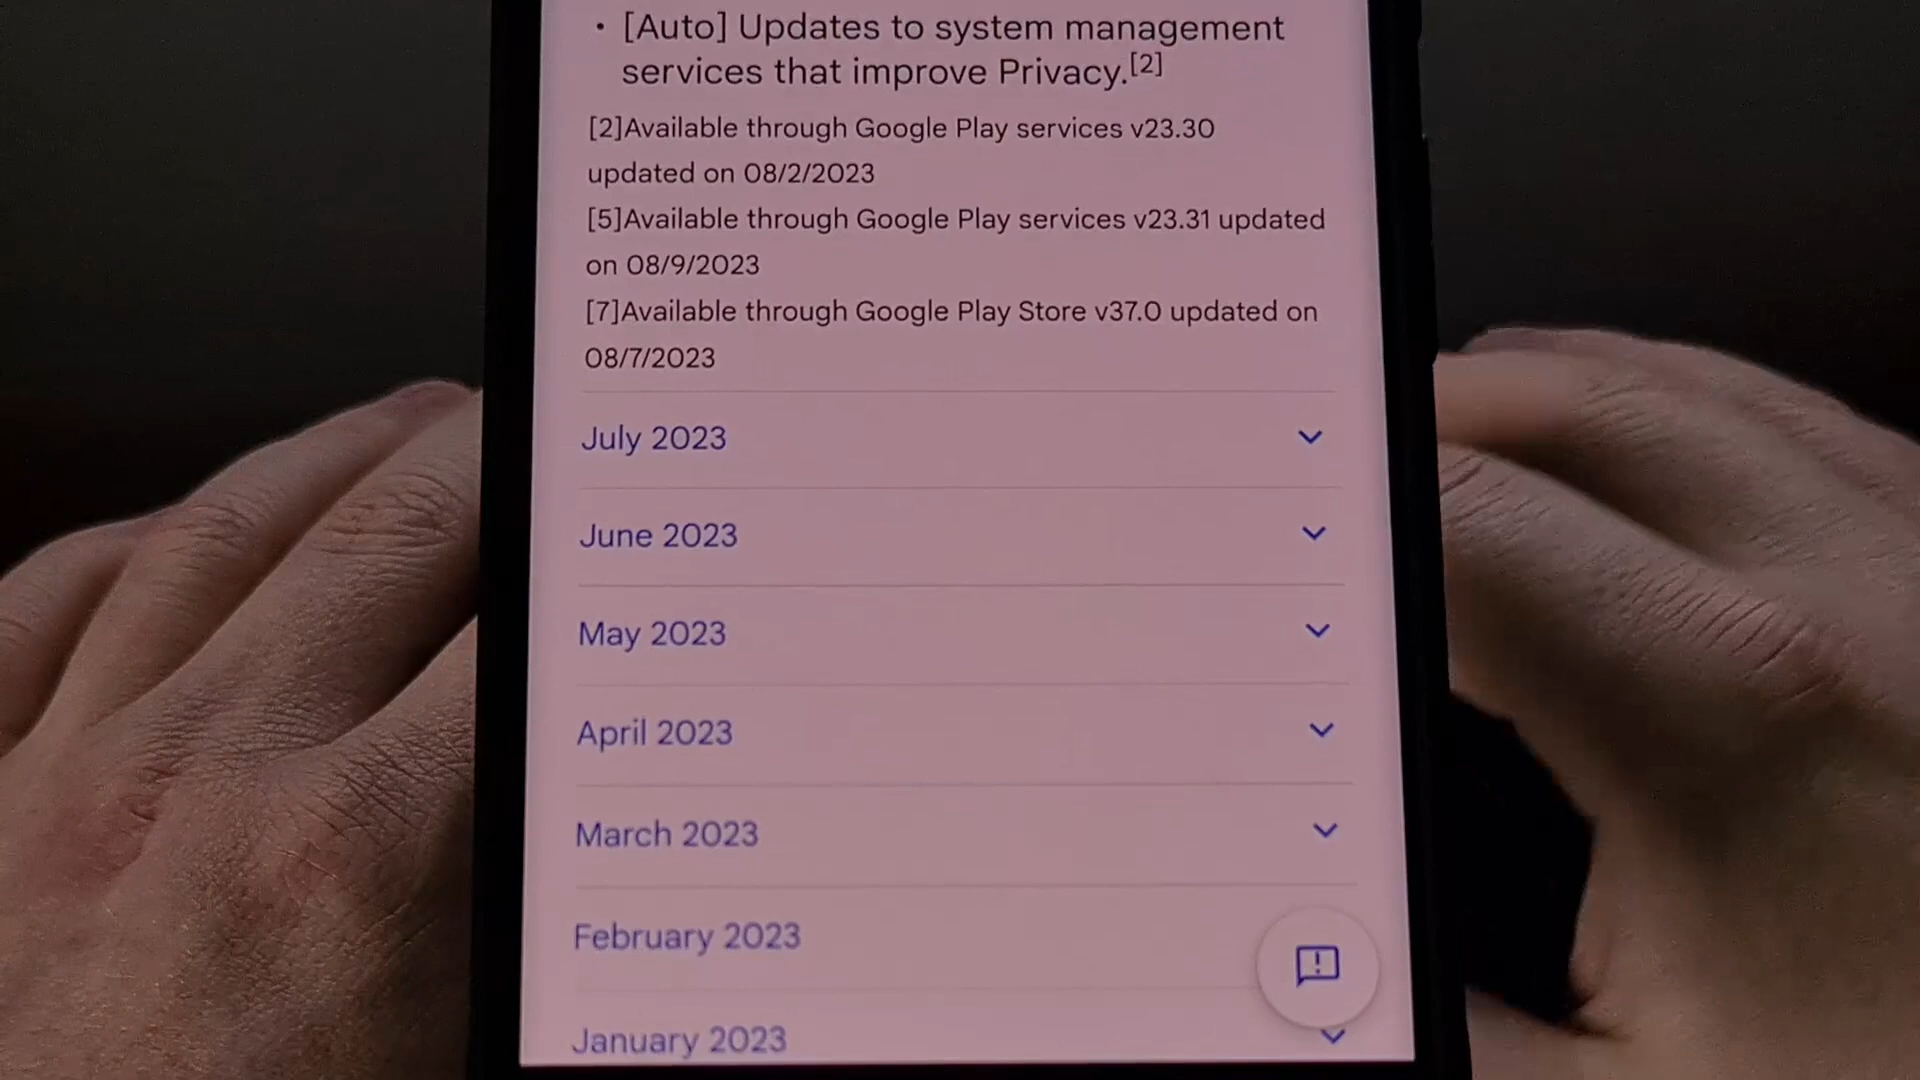 • [Auto] Updates to system management
services that improve Privacy.[2]
[2]Available through Google Play services v23.30
updated on 08/2/2023
[5]Available through Google Play services v23.31 updated
on 08/9/2023
[7]Available through Google Play Store v37.0 updated on
08/7/2023
July 2023
June 2023
May 2023
April 2023
March 2023
February 2023
January 2023